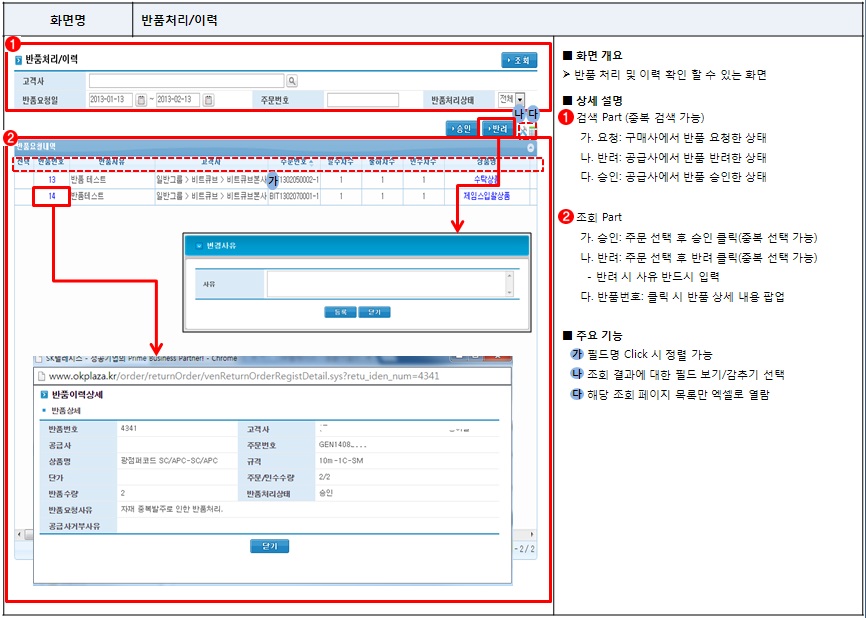 화면명
반품처리/이력
1
반품처리/이력
조회
고객사
반품요청일
2013-01-13
~
2013-02-13
주문번호
반품처리상태
전체
나 다
승인
반려
2
반품요청내역
선택 반품번호 반품사유 고객사 주문번호 상품명
13 반품 테스트 일반그룹 > 비트큐브 > 비트큐브본사 가 1302050002-1 1 1 1 수탁상품
14 반품테스트 일반그룹 > 비트큐브 > 비트큐브본사 BIT1302070001-1 1 1 1 제임스입찰상품
변경사유
사유
등록 닫기
SK텔레시스 - 성공기업의 Prime Business Partner! - Chrome
www.okplaza.kr/order/returnOrder/venReturnOrderRegistDetail.sys?retu_iden_num=4341
반품이력상세
반품상세
반품번호 4341 고객사
공급사 주문번호 GEN1408
상품명 광점퍼코드 SC/APC-SC/APC 규격 10m-1C-SM
단가 주문/인수수량 2/2
반품수량 2 반품처리상태 승인
반품요청사유 자재 중복발주로 인한 반품처리.
공급사거부사유
닫기
- 2 / 2
■ 화면 개요
➢ 반품 처리 및 이력 확인 할 수 있는 화면
■ 상세 설명
1 검색 Part (중복 검색 가능)
가. 요청: 구매사에서 반품 요청한 상태
나. 반려: 공급사에서 반품 반려한 상태
다. 승인: 공급사에서 반품 승인한 상태
2 조회 Part
가. 승인: 주문 선택 후 승인 클릭(중복 선택 가능)
나. 반려: 주문 선택 후 반려 클릭(중복 선택 가능)
- 반려 시 사유 반드시 입력
다. 반품번호: 클릭 시 반품 상세 내용 팝업
■ 주요 기능
가 필드명 Click 시 정렬 가능
나 조회 결과에 대한 필드 보기/감추기 선택
다 해당 조회 페이지 목록만 엑셀로 열람